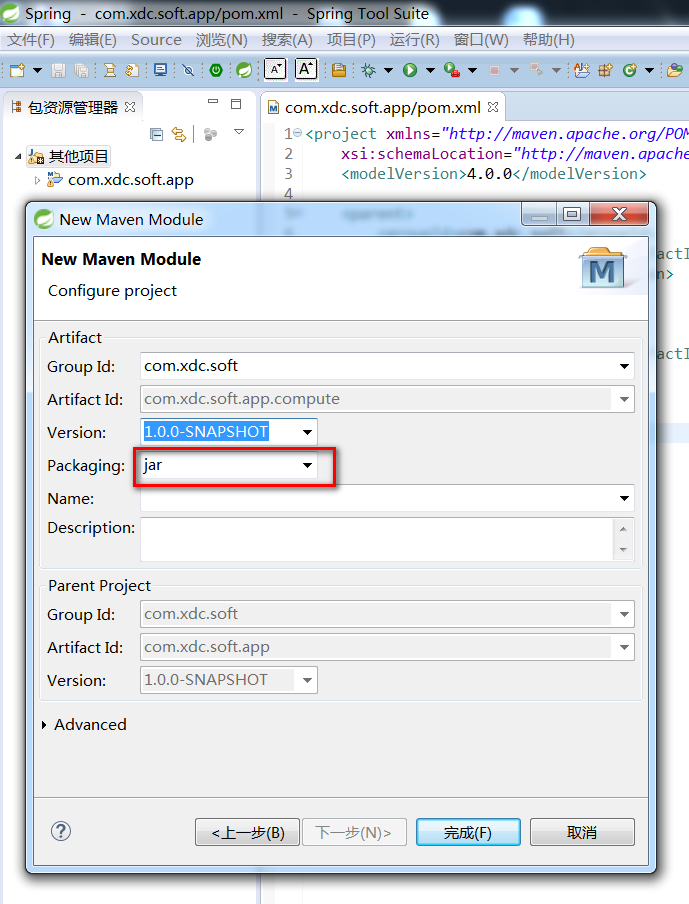 Spring - com.xdc.soft.app/pom.xml - Spring Tool Suite
文件(F) 编辑(E) Source 浏览(N) 搜索(A) 项目(P) 运行(R) 窗口(W) 帮助(H)
包资源管理器
其他项目
com.xdc.soft.app
com.xdc.soft.app/pom.xml
1 <project xmlns="http://maven.apache.org/POM
2 xsi:schemaLocation="http://maven.apache
3 <modelVersion>4.0.0</modelVersion>
4
New Maven Module
New Maven Module
Configure project
M
Artifact
Group Id: com.xdc.soft
Artifact Id: com.xdc.soft.app.compute
Version: 1.0.0-SNAPSHOT
Packaging: jar
Name:
Description:
Parent Project
Group Id: com.xdc.soft
Artifact Id: com.xdc.soft.app
Version: 1.0.0-SNAPSHOT
Advanced
<上一步(B) 下一步(N)> 完成(F) 取消